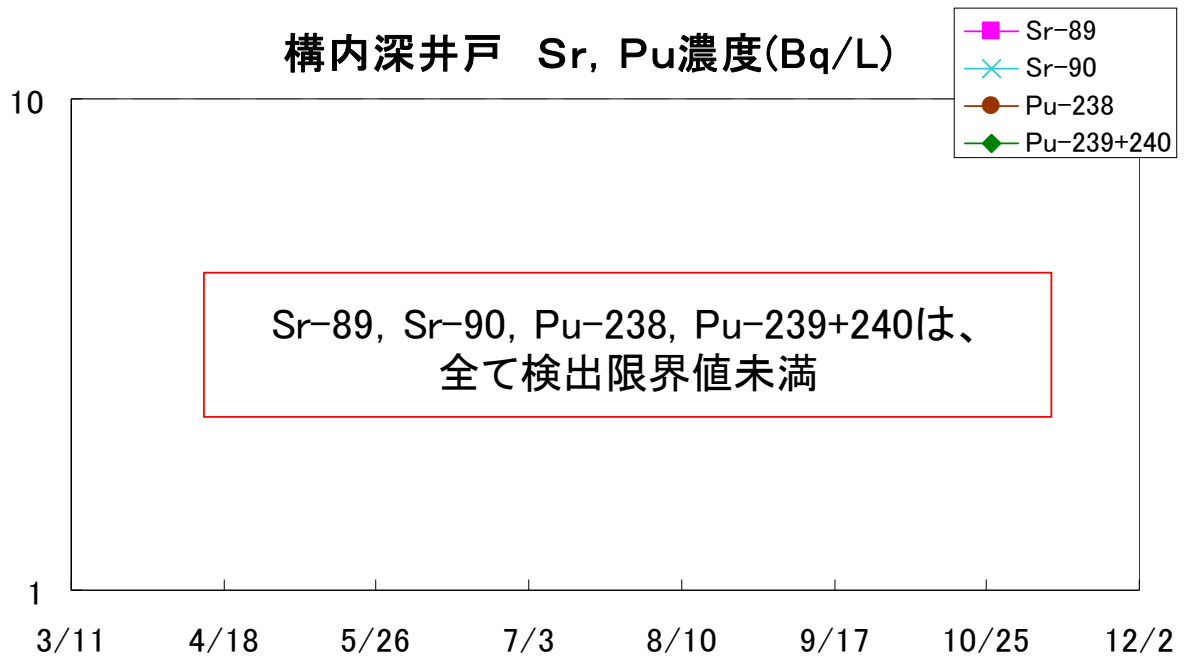 構内深井戸　Sr, Pu濃度(Bq/L)
Sr-89
Sr-90
Pu-238
Pu-239+240
10
Sr-89, Sr-90, Pu-238, Pu-239+240は、
全て検出限界値未満
1
3/11 4/18 5/26 7/3 8/10 9/17 10/25 12/2